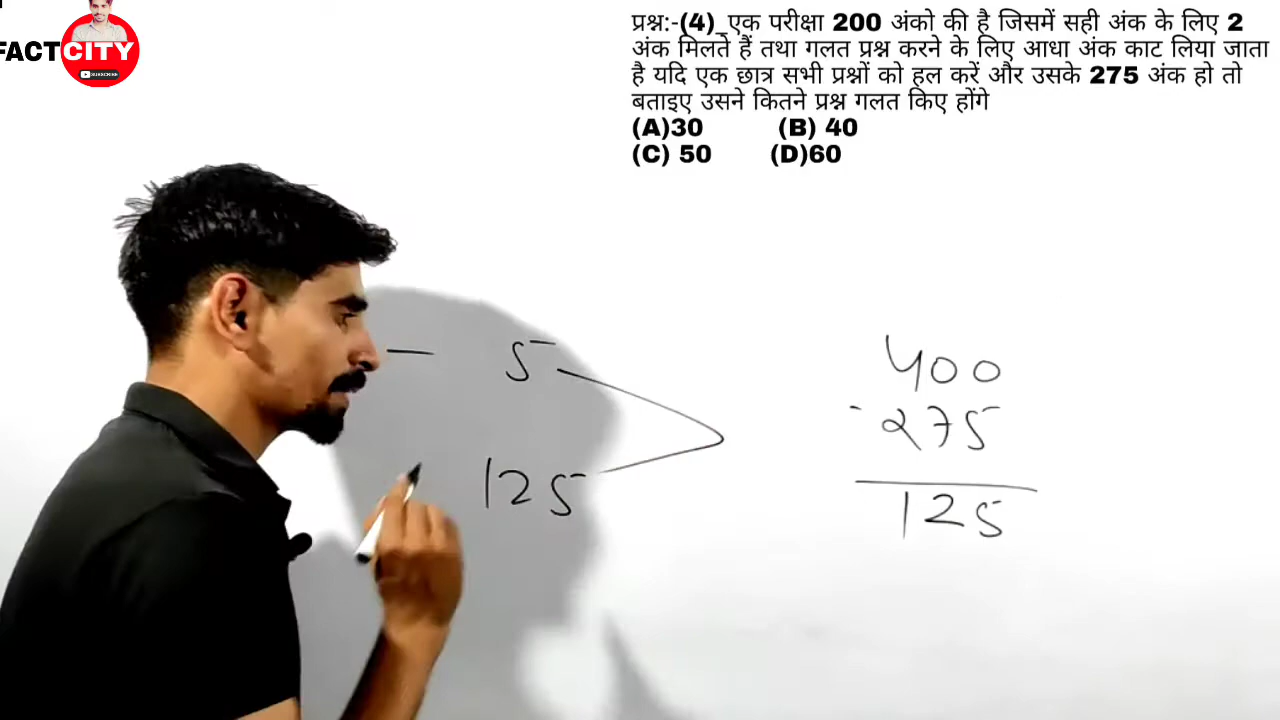 FACTCITY
SUBSCRIBE
प्रश्न:-(4)_एक परीक्षा 200 अंको की है जिसमें सही अंक के लिए 2
अंक मिलते हैं तथा गलत प्रश्न करने के लिए आधा अंक काट लिया जाता
है यदि एक छात्र सभी प्रश्नों को हल करें और उसके 275 अंक हो तो
बताइए उसने कितने प्रश्न गलत किए होंगे
(A)30 (B) 40
(C) 50 (D)60
— 5
125
400
- 275
125